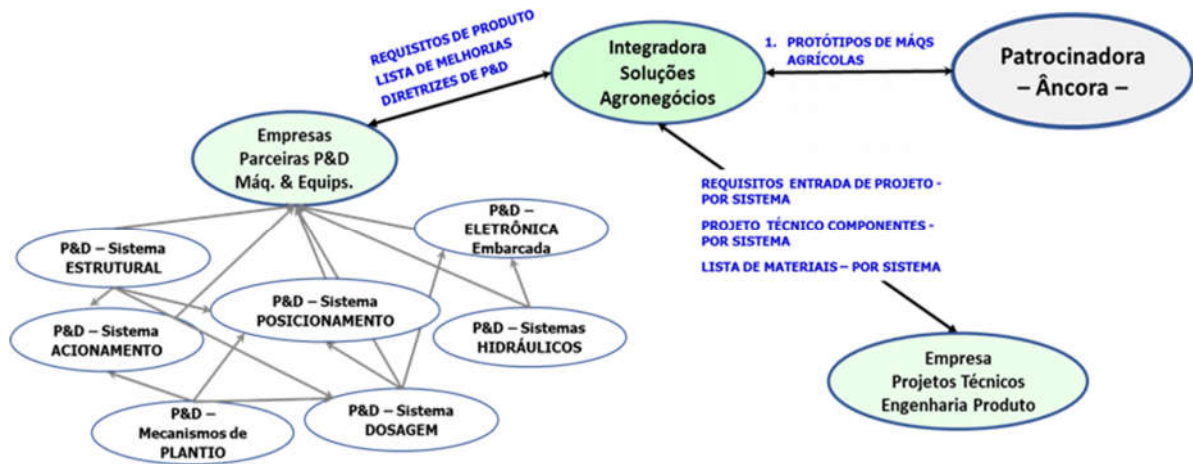 REQUISITOS DE PRODUTO
LISTA DE MELHORIAS
DIRETRIZES DE P&D
Integradora
Soluções
Agronegócios
1. PROTÓTIPOS DE MÁQS
AGRÍCOLAS
Patrocinadora
– Âncora –
Empresas
Parceiras P&D
Máq. & Equips.
REQUISITOS ENTRADA DE PROJETO -
POR SISTEMA
PROJETO TÉCNICO COMPONENTES -
POR SISTEMA
LISTA DE MATERIAIS – POR SISTEMA
P&D –
ELETRÔNICA
Embarcada
P&D – Sistema
ESTRUTURAL
P&D – Sistema
POSICIONAMENTO
P&D – Sistema
ACIONAMENTO
P&D – Sistemas
HIDRÁULICOS
Empresa
Projetos Técnicos
Engenharia Produto
P&D –
Mecanismos de
PLANTIO
P&D – Sistema
DOSAGEM